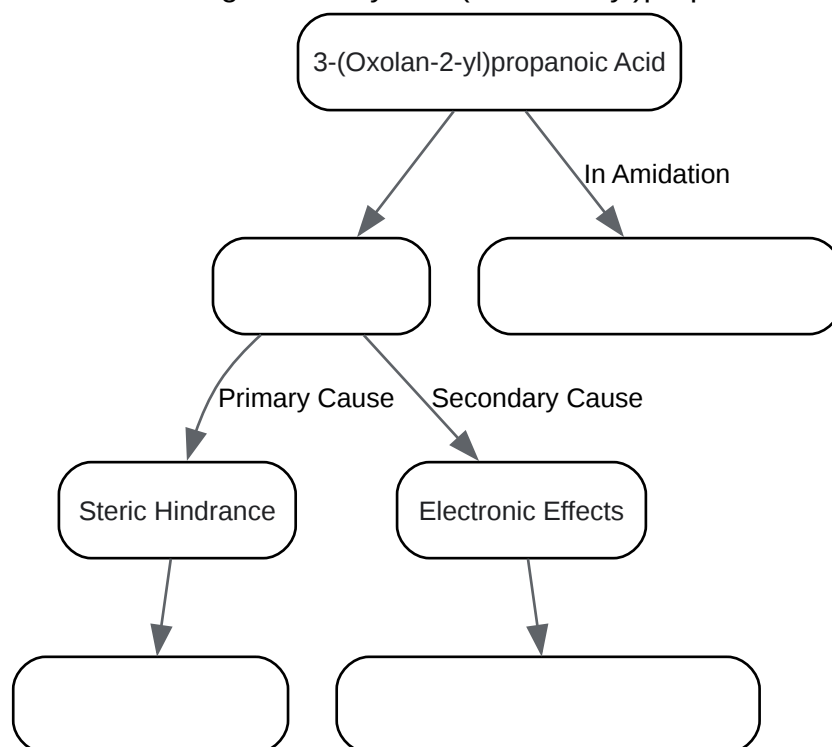 3-(Oxolan-2-yl)propanoic Acid
In Amidation
Primary Cause
Secondary Cause
Steric Hindrance
Electronic Effects